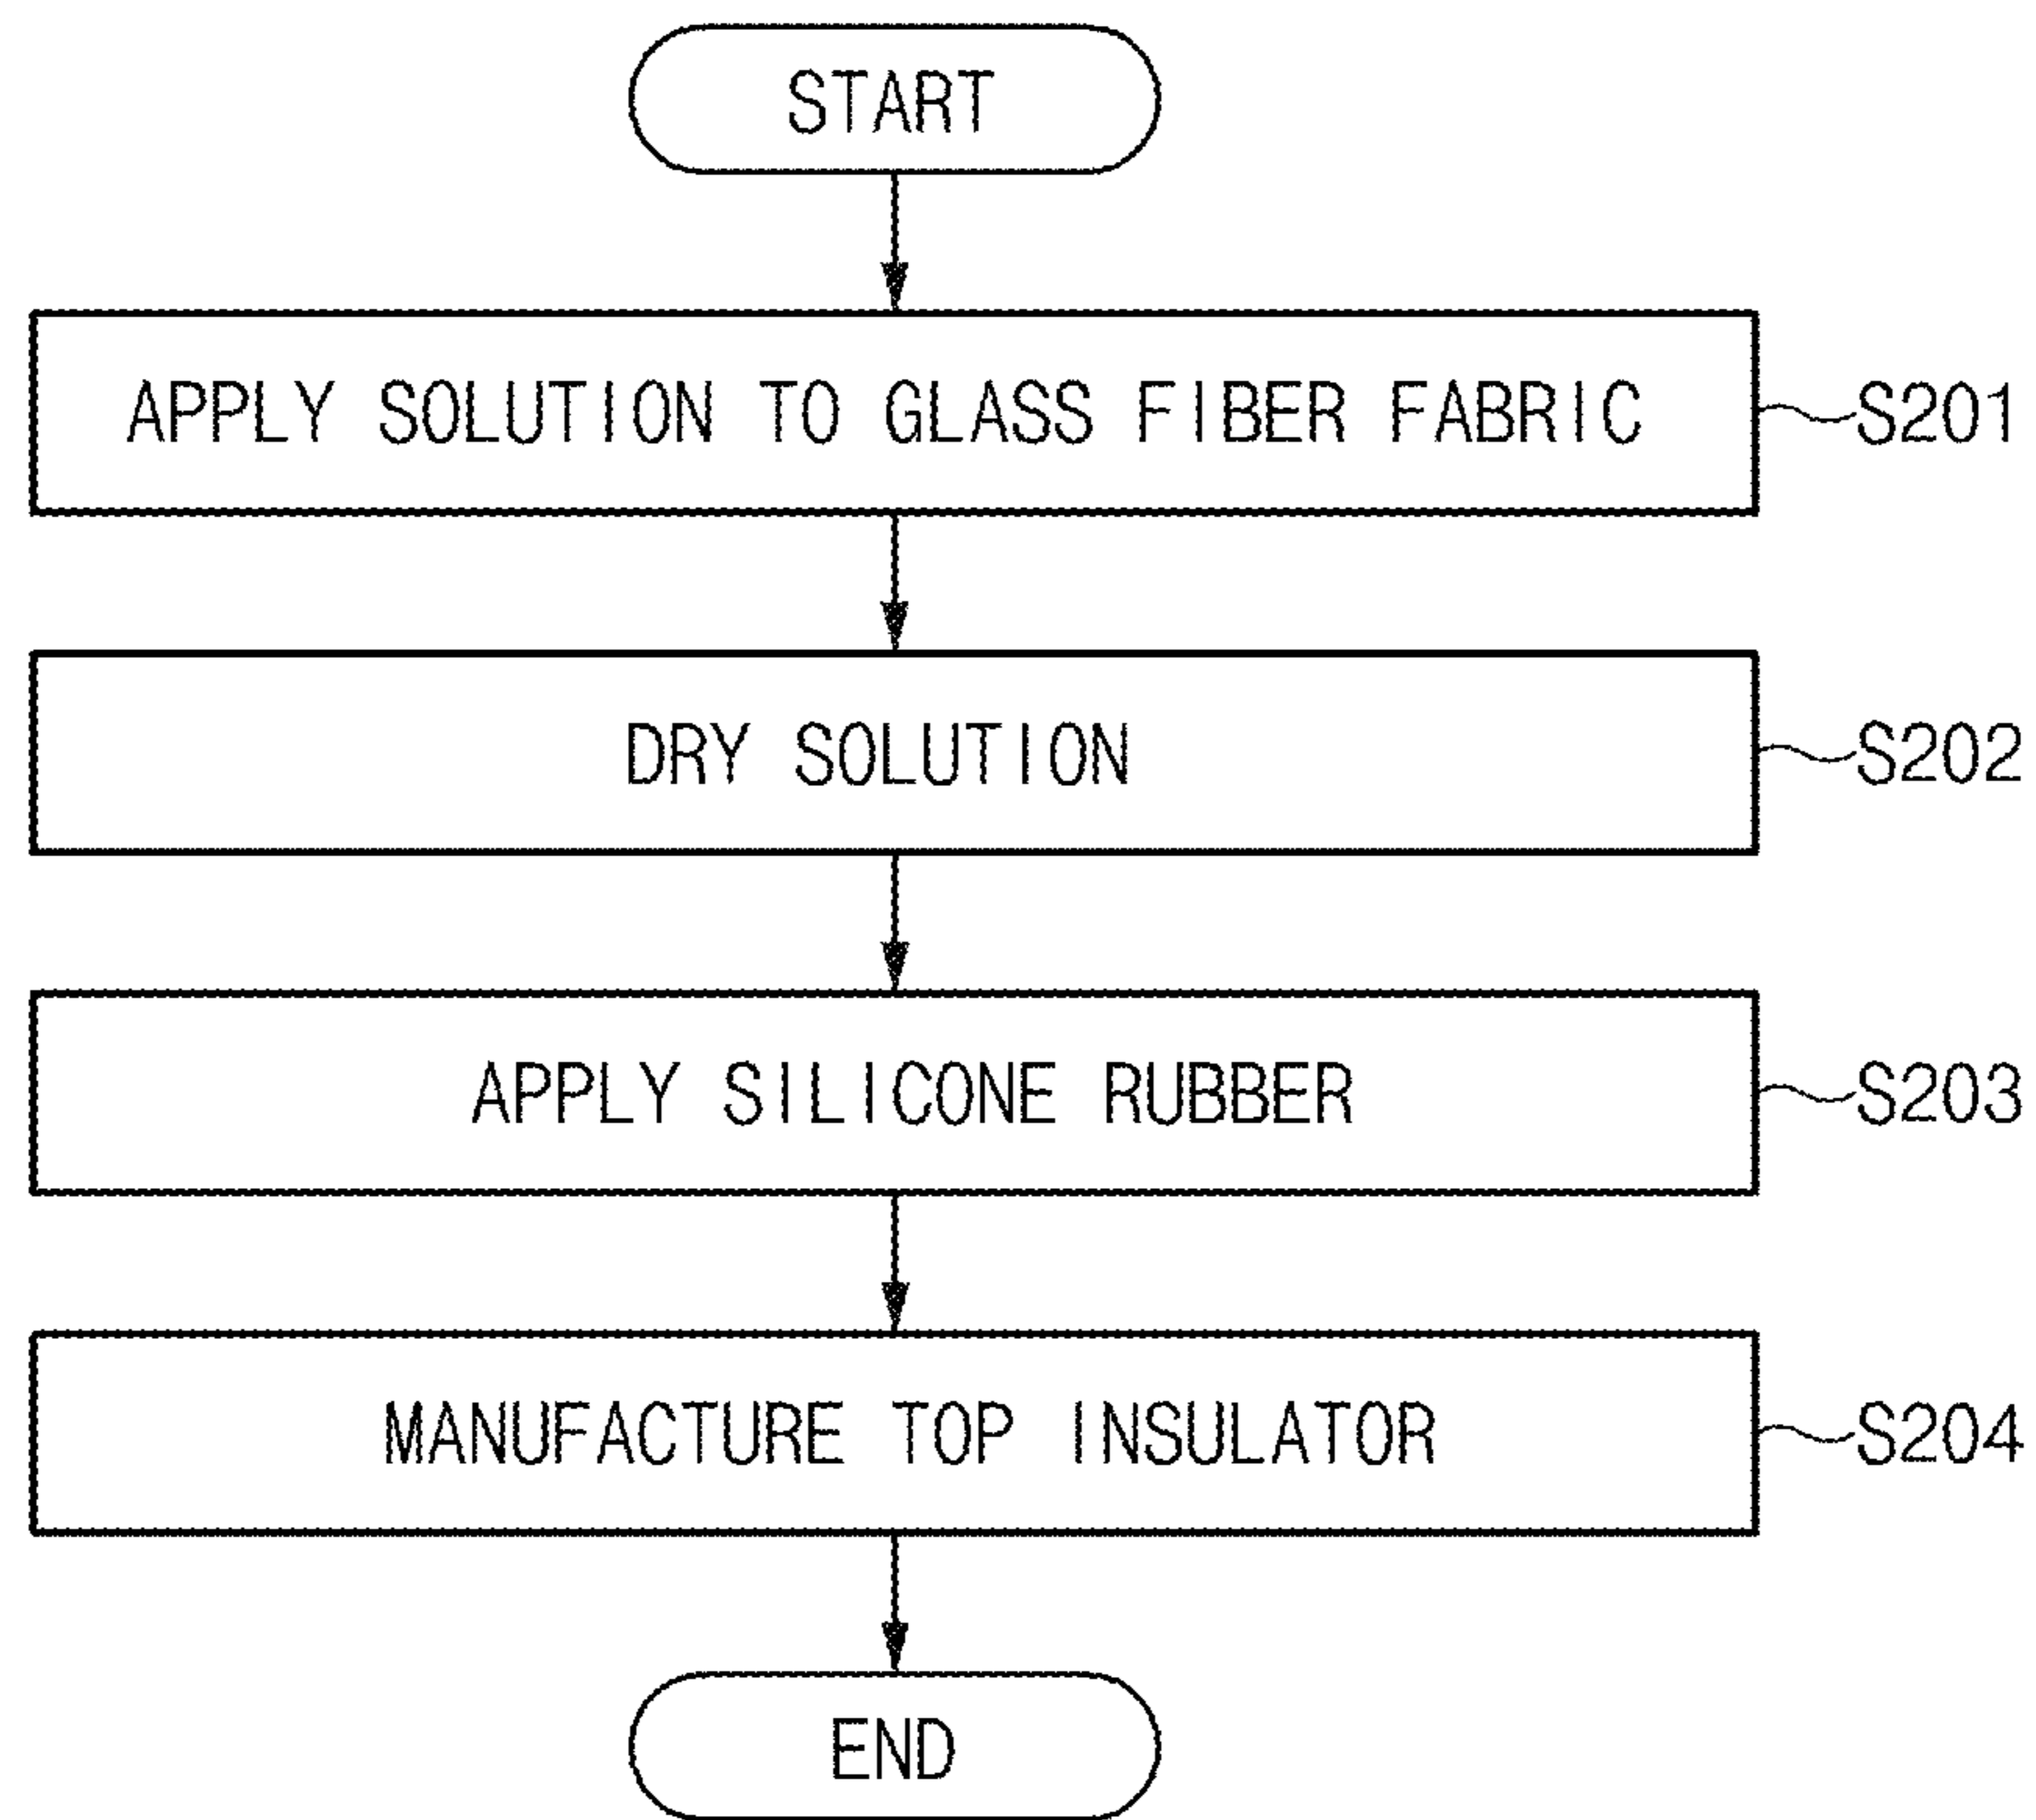 START
APPLY SOLUTION TO GLASS FIBER FABRIC S201
DRY SOLUTION S202
APPLY SILICONE RUBBER S203
MANUFACTURE TOP INSULATOR S204
END